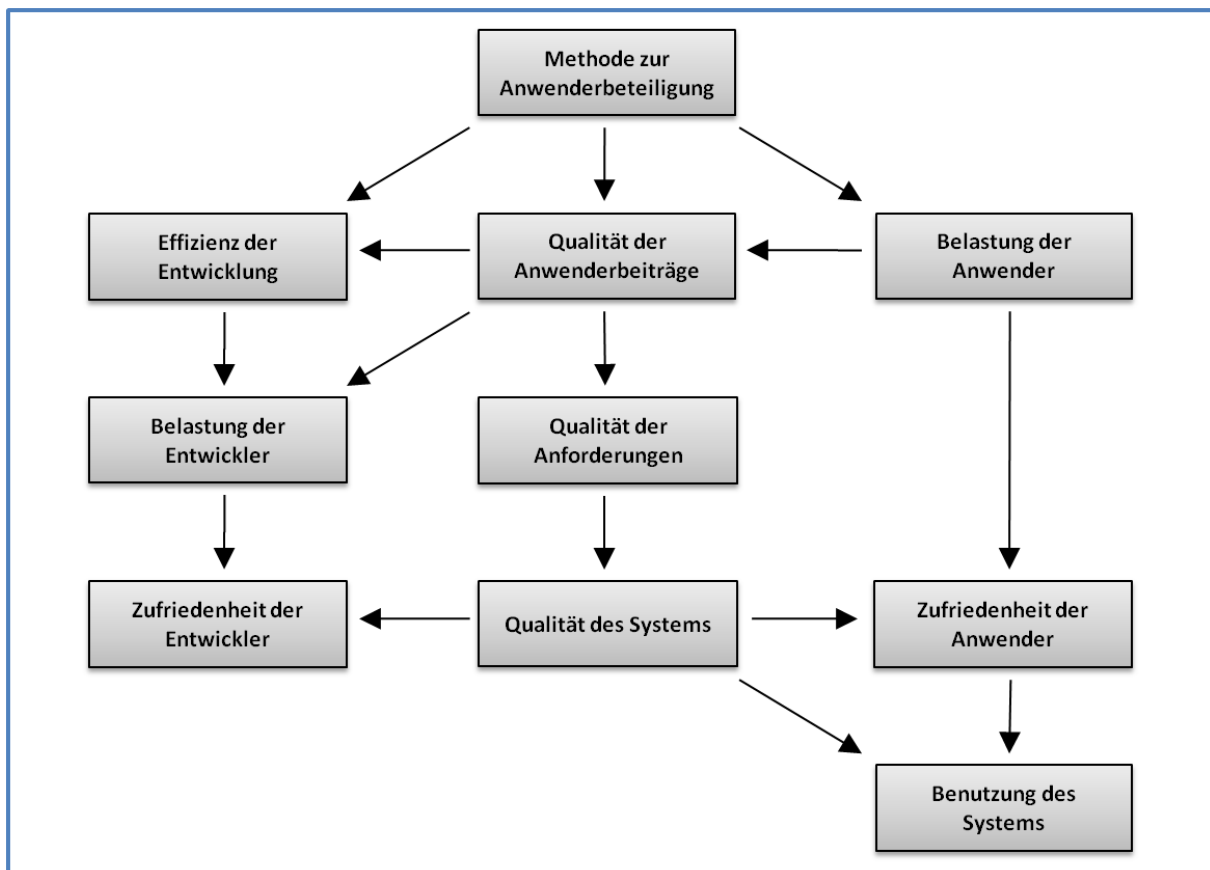 Methode zur
Anwenderbeteiligung
Effizienz der
Entwicklung
Qualität der
Anwenderbeiträge
Belastung der
Anwender
Belastung der
Entwickler
Qualität der
Anforderungen
Zufriedenheit der
Entwickler
Qualität des Systems
Zufriedenheit der
Anwender
Benutzung des
Systems